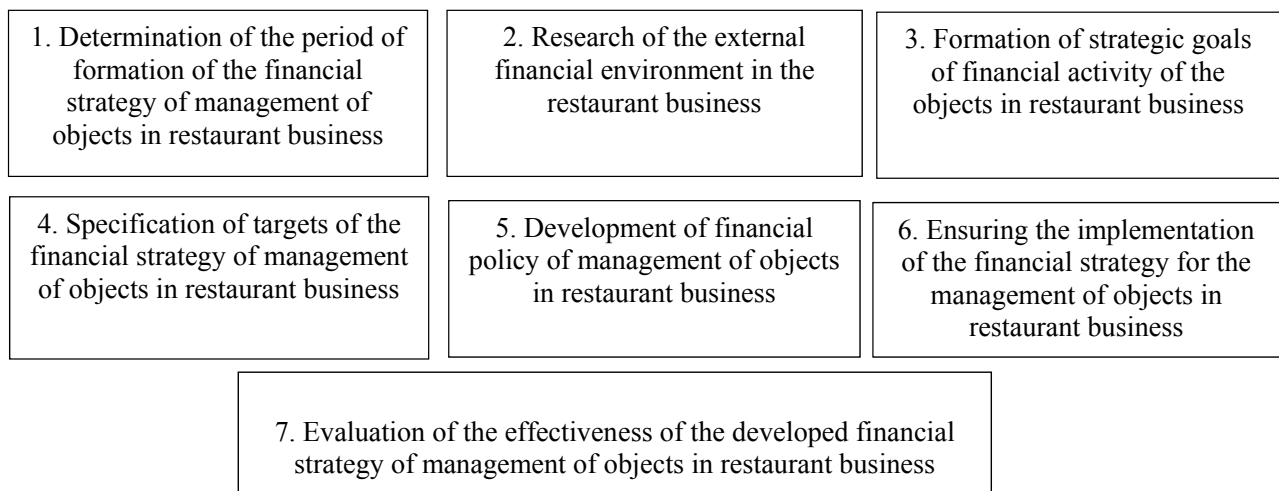 1. Determination of the period of
formation of the financial
strategy of management of
objects in restaurant business
2. Research of the external
financial environment in the
restaurant business
3. Formation of strategic goals
of financial activity of the
objects in restaurant business
4. Specification of targets of the
financial strategy of management
of objects in restaurant business
5. Development of financial
policy of management of objects
in restaurant business
6. Ensuring the implementation
of the financial strategy for the
management of objects in
restaurant business
7. Evaluation of the effectiveness of the developed financial
strategy of management of objects in restaurant business